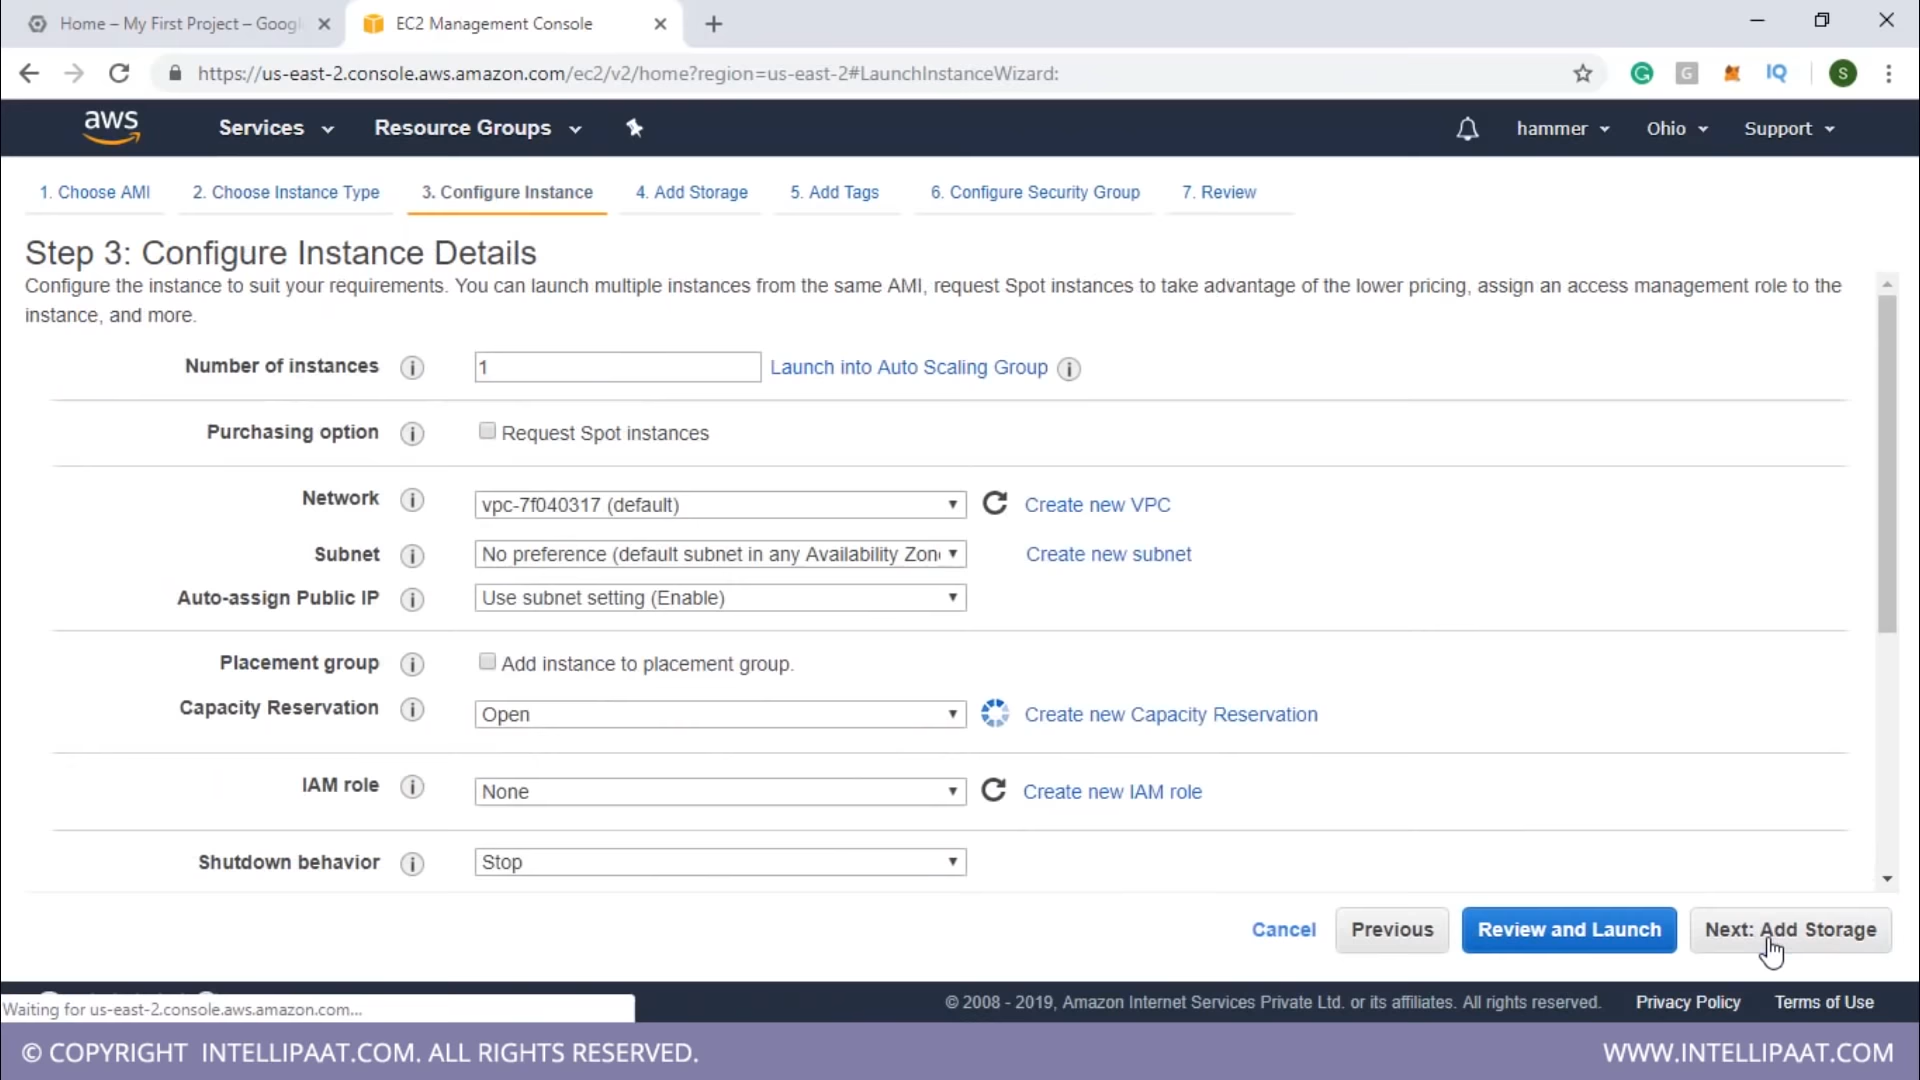 Home – My First Project – Googl
EC2 Management Console
https://us-east-2.console.aws.amazon.com/ec2/v2/home?region=us-east-2#LaunchInstanceWizard:
G
IQ
S
aws
Services
Resource Groups
hammer
Ohio
Support
1. Choose AMI
2. Choose Instance Type
3. Configure Instance
4. Add Storage
5. Add Tags
6. Configure Security Group
7. Review
Step 3: Configure Instance Details
Configure the instance to suit your requirements. You can launch multiple instances from the same AMI, request Spot instances to take advantage of the lower pricing, assign an access management role to the
instance, and more.
Number of instances
i
1
Launch into Auto Scaling Group
i
Purchasing option
i
Request Spot instances
Network
i
vpc-7f040317 (default)
Create new VPC
Subnet
i
No preference (default subnet in any Availability Zon
Create new subnet
Auto-assign Public IP
i
Use subnet setting (Enable)
Placement group
i
Add instance to placement group.
Capacity Reservation
i
Open
Create new Capacity Reservation
IAM role
i
None
Create new IAM role
Shutdown behavior
i
Stop
Cancel
Previous
Review and Launch
Next: Add Storage
Waiting for us-east-2.console.aws.amazon.com...
© 2008 - 2019, Amazon Internet Services Private Ltd. or its affiliates. All rights reserved.
Privacy Policy
Terms of Use
© COPYRIGHT INTELLIPAAT.COM. ALL RIGHTS RESERVED.
WWW.INTELLIPAAT.COM